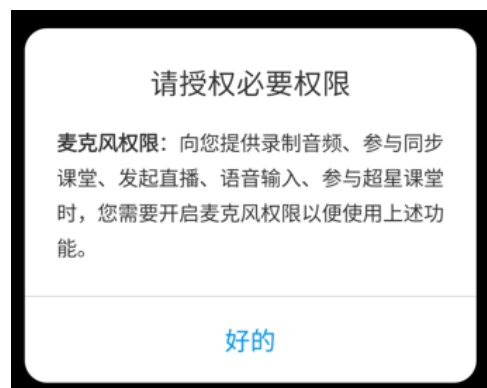 请授权必要权限
麦克风权限：向您提供录制音频、参与同步
课堂、发起直播、语音输入、参与超星课堂
时，您需要开启麦克风权限以便使用上述功
能。
好的